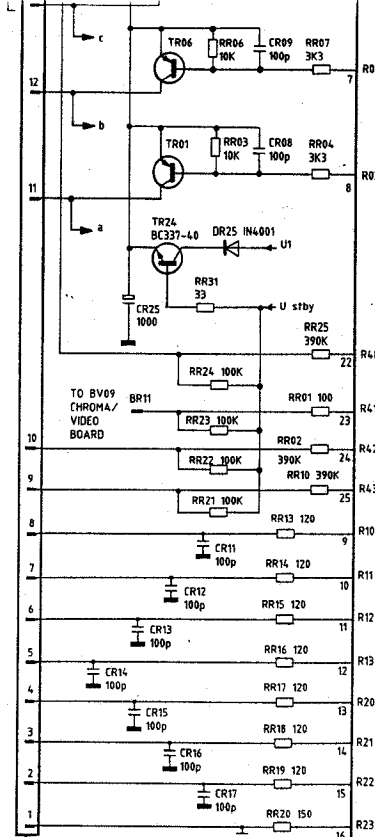 c
TR06
RR06
10K
CR09
100p
RR07
3K3
7
12
b
TR01
RR03
10K
CR08
100p
RR04
3K3
8
11
a
TR24
BC337-40
DR25 IN4001
U1
RR31
33
U stby
CR25
1000
RR25
390K
22
RR24 100K
TO BV09
CHROMA/
VIDEO
BOARD
BR11
RR01 100
23
RR23 100K
10
RR02
390K
24
R42
RR22 100K
9
RR10 390K
25
R43
RR21 100K
8
RR13 120
9
R10
CR11
100p
7
RR14 120
10
R11
CR12
100p
6
RR15 120
11
R12
CR13
100p
5
RR16 120
12
R13
CR14
100p
4
RR17 120
13
R20
CR15
100p
3
RR18 120
14
R21
CR16
100p
2
RR19 120
15
R22
CR17
100p
1
RR20 150
16
R23